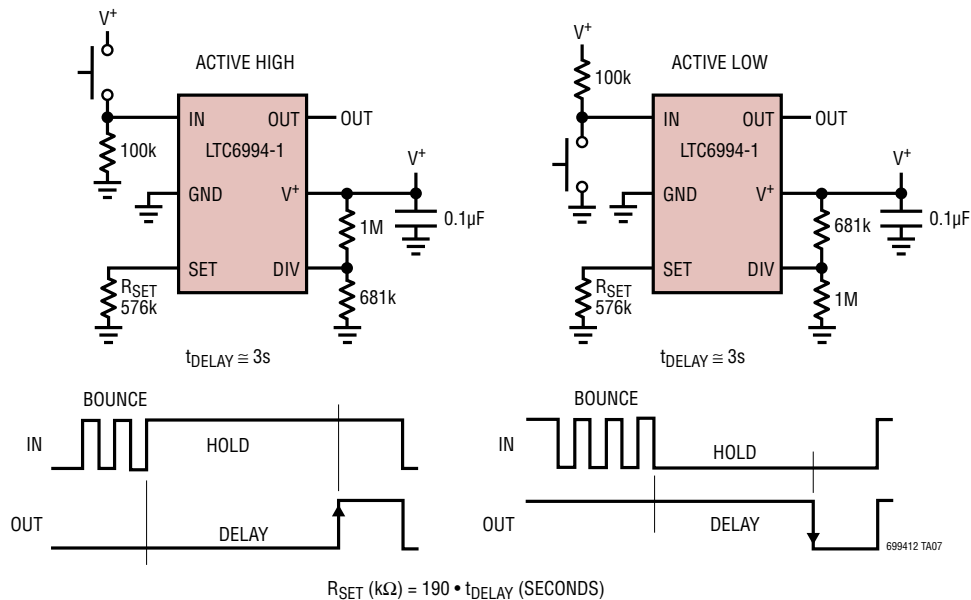 V+
ACTIVE HIGH
IN
OUT
OUT
LTC6994-1
100k
V+
GND
V+
1M
0.1µF
SET
DIV
RSET
576k
681k
tDELAY ≅ 3s
V+
100k
ACTIVE LOW
IN
OUT
OUT
LTC6994-1
V+
GND
V+
681k
0.1µF
SET
DIV
RSET
576k
1M
tDELAY ≅ 3s
BOUNCE
IN
HOLD
OUT
DELAY
BOUNCE
IN
HOLD
OUT
DELAY
699412 TA07
RSET (kΩ) = 190 • tDELAY (SECONDS)